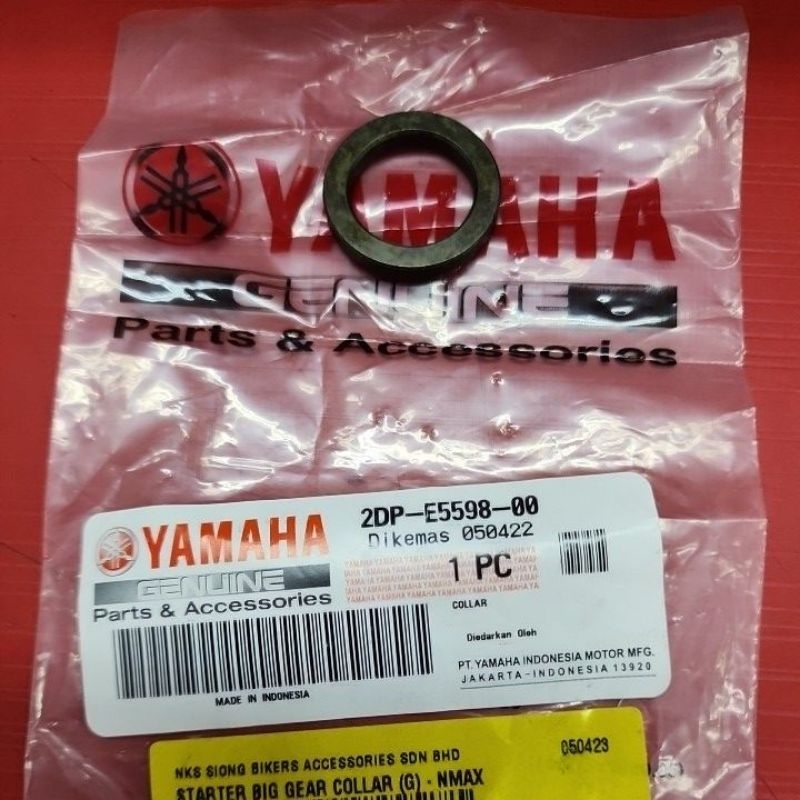 YAMAHA
GENUINE
Parts & Accessories
YAMAHA
GENUINE
Parts & Accessories
2DP-E5598-00
Dikemas 050422
1 PC
COLLAR
Diedarkan Oleh
PT. YAMAHA INDONESIA MOTOR MFG.
JAKARTA-INDONESIA 13920
MADE IN INDONESIA
NKS SIONG BIKERS ACCESSORIES SDN BHD
050423
STARTER BIG GEAR COLLAR (G) - NMAX